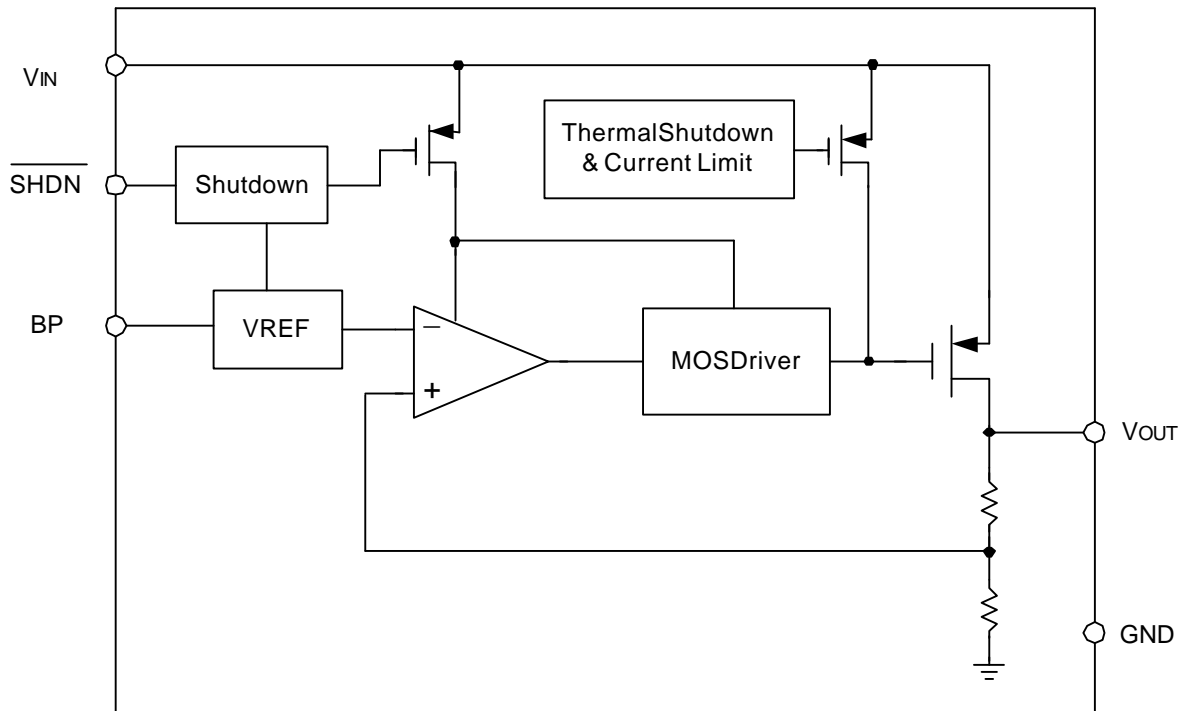 VIN
ThermalShutdown
& Current Limit
SHDN
Shutdown
BP
VREF
−
+
MOSDriver
VOUT
GND